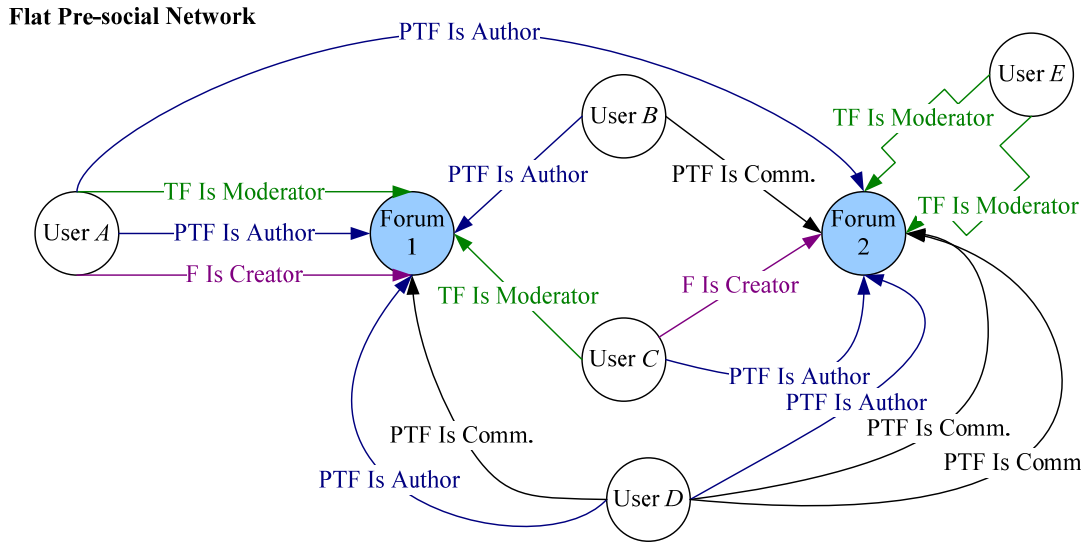 Flat Pre-social Network
PTF Is Author
User E
User B
TF Is Moderator
PTF Is Author
PTF Is Comm.
TF Is Moderator
Forum
1
Forum
2
TF Is Moderator
User A
PTF Is Author
F Is Creator
F Is Creator
TF Is Moderator
User C
PTF Is Author
PTF Is Author
PTF Is Comm.
PTF Is Comm.
PTF Is Comm
PTF Is Author
User D